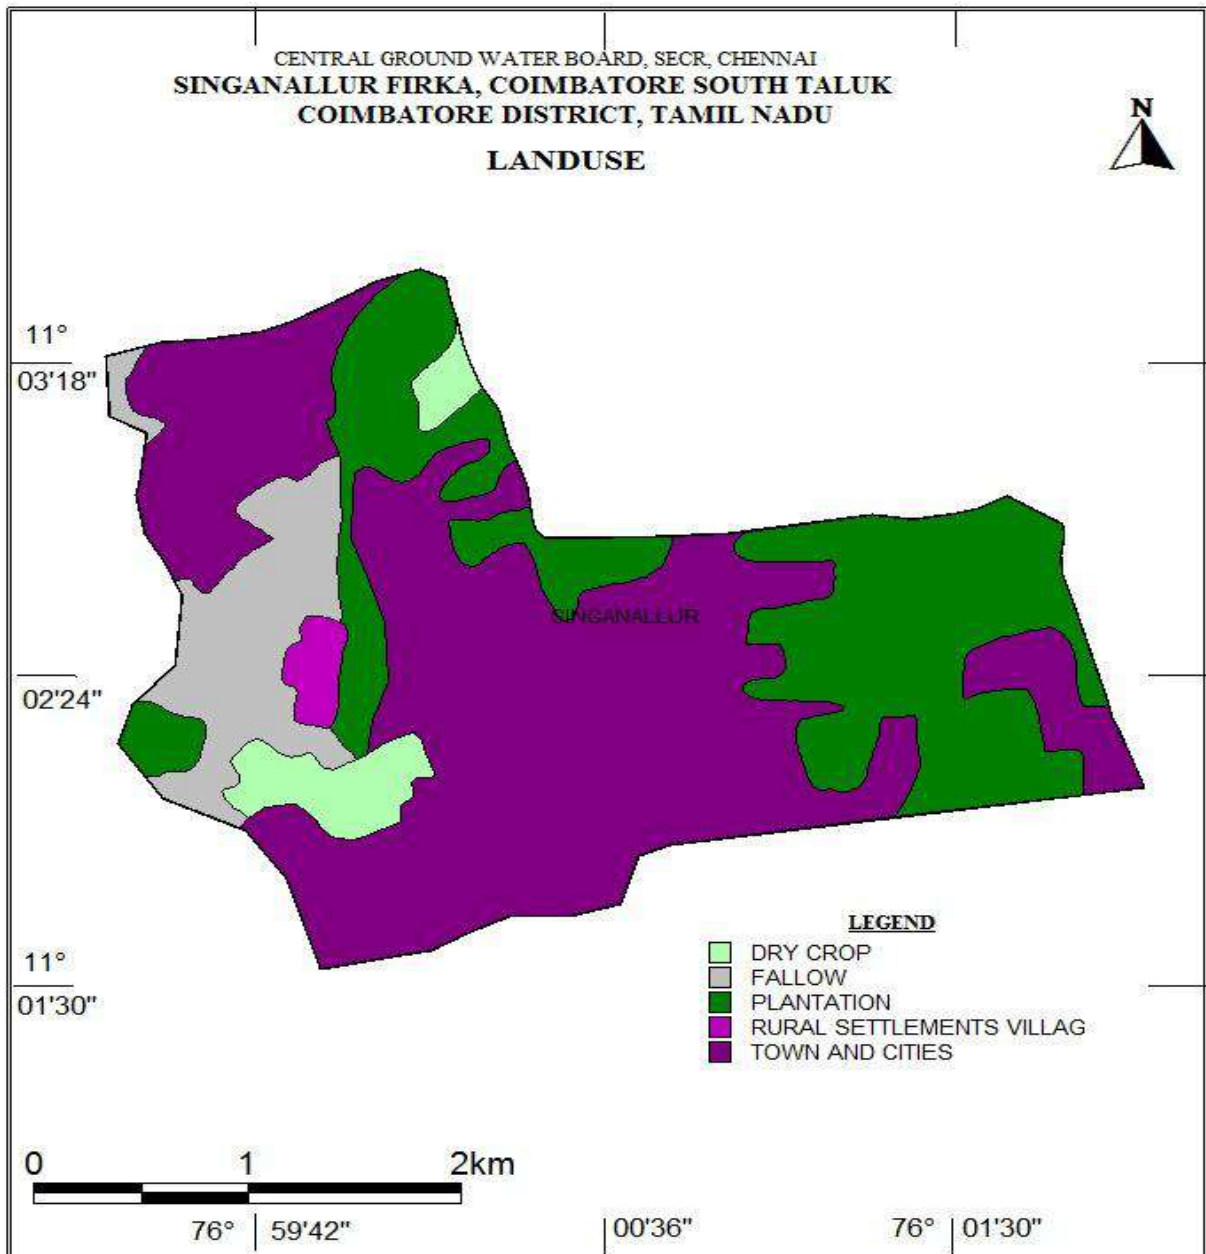 CENTRAL GROUND WATER BOARD, SECR, CHENNAI
SINGANALLUR FIRKA, COIMBATORE SOUTH TALUK
COIMBATORE DISTRICT, TAMIL NADU
LANDUSE
N
11°
03'18"
SINGANALLUR
02'24"
LEGEND
DRY CROP
FALLOW
PLANTATION
RURAL SETTLEMENTS VILLAG
TOWN AND CITIES
11°
01'30"
0 1 2km
76° 59'42" 00'36" 76° 01'30"